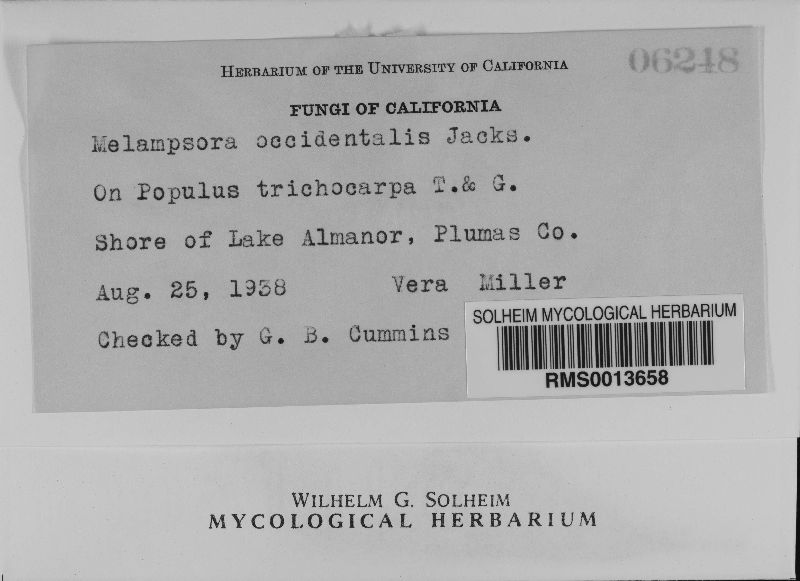 HERBARIUM OF THE UNIVERSITY OF CALIFORNIA 06248
FUNGI OF CALIFORNIA
Melampsora occidentalis Jacks.
On Populus trichocarpa T.& G.
Shore of Lake Almanor, Plumas Co.
Aug. 25, 1938 Vera Miller
Checked by G. B. Cummins
SOLHEIM MYCOLOGICAL HERBARIUM
RMS0013658
WILHELM G. SOLHEIM
MYCOLOGICAL HERBARIUM